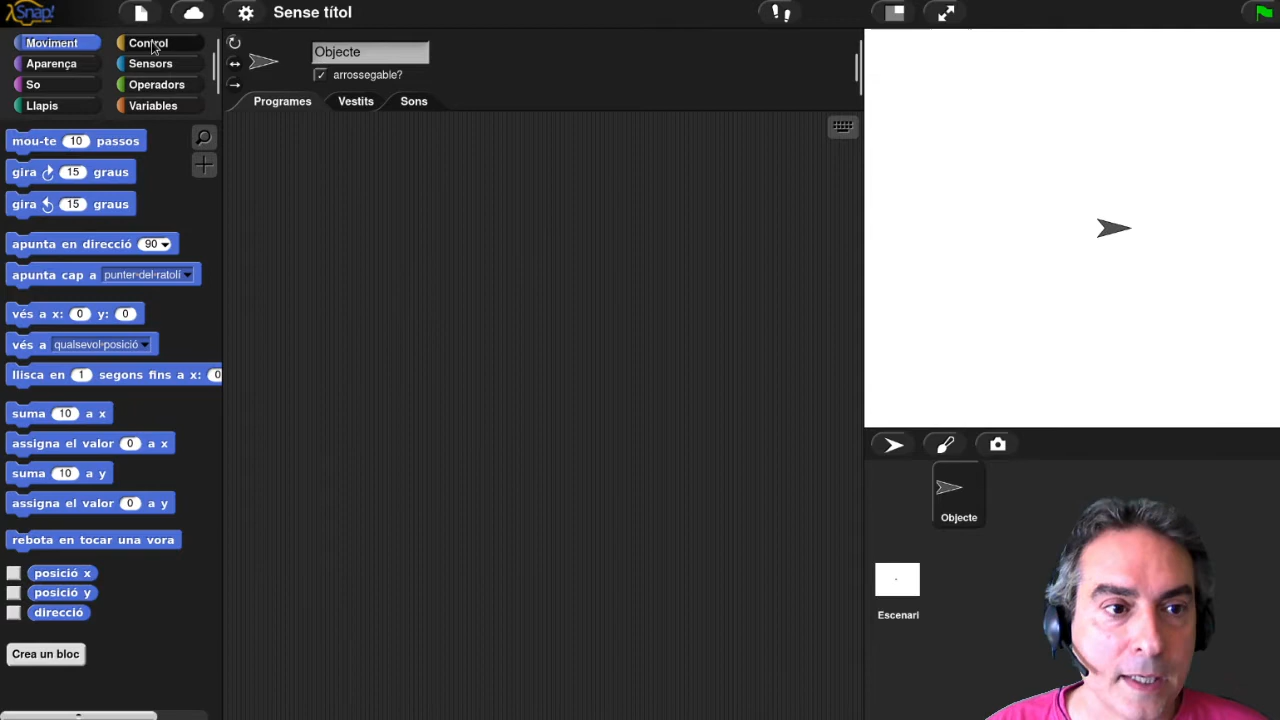 Snap! Sense títol
Moviment Control
Aparença Sensors
So Operadors
Llapis Variables
Objecte
arrossegable?
Programes Vestits Sons
mou-te 10 passos
gira 15 graus
gira 15 graus
apunta en direcció 90
apunta cap a punter·del·ratolí
vés a x: 0 y: 0
vés a qualsevol·posició
llisca en 1 segons fins a x: 0
suma 10 a x
assigna el valor 0 a x
suma 10 a y
assigna el valor 0 a y
rebota en tocar una vora
posició x
posició y
direcció
Crea un bloc
Objecte
Escenari